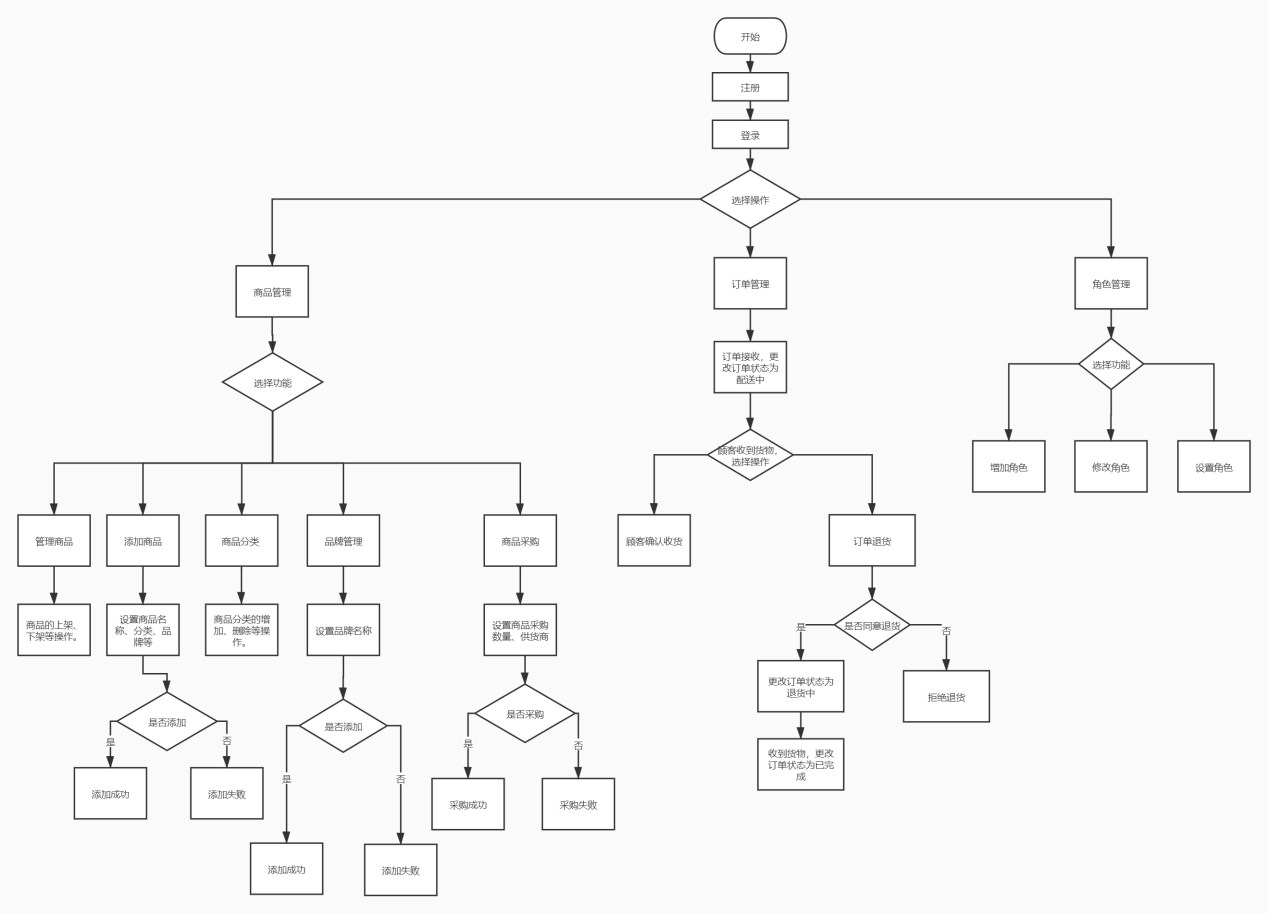 开始
注册
登录
选择操作
商品管理
订单管理
角色管理
订单接收，更
改订单状态为
配送中
选择功能
选择功能
顾客收到货物，
选择操作
增加角色
修改角色
设置角色
管理商品
添加商品
商品分类
品牌管理
商品采购
顾客确认收货
订单退货
商品的上架、
下架等操作。
设置商品名
称、分类、品
牌等
商品分类的增
加、删除等操
作。
设置品牌名称
设置商品采购
数量、供货商
是否同意退货
是
否
更改订单状态为
退货中
拒绝退货
是否添加
是否添加
是否采购
是
否
是
否
是
否
收到货物，更改
订单状态为已完
成
添加成功
添加失败
采购成功
采购失败
添加成功
添加失败